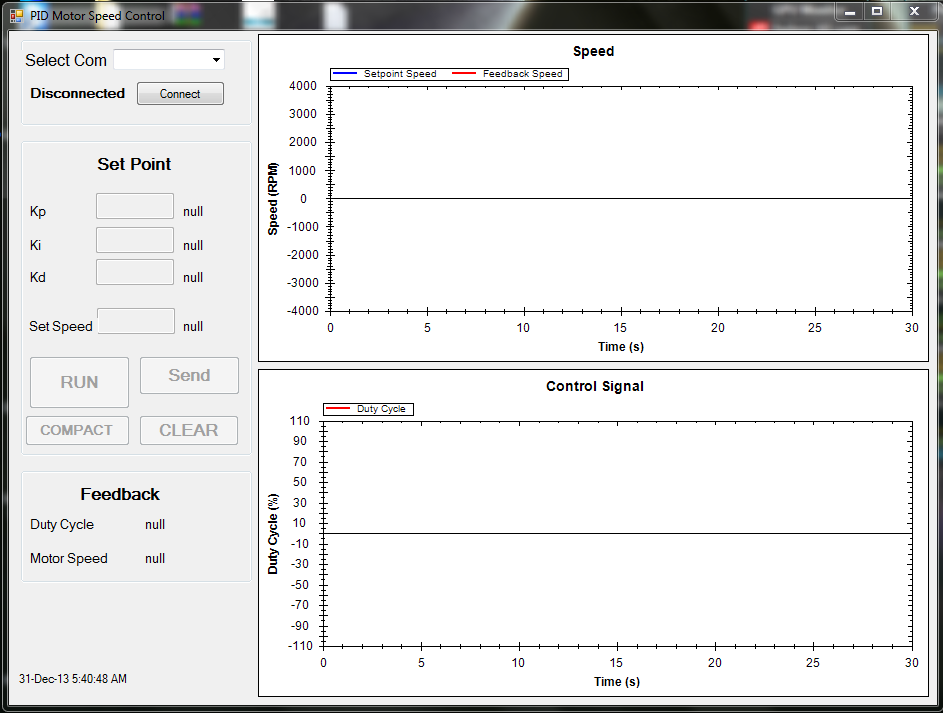 PID Motor Speed Control
Select Com
Disconnected Connect
Set Point
Kp null
Ki null
Kd null
Set Speed null
RUN Send
COMPACT CLEAR
Feedback
Duty Cycle null
Motor Speed null
31-Dec-13 5:40:48 AM
Speed
Setpoint Speed Feedback Speed
4000
3000
2000
1000
0
-1000
-2000
-3000
-4000
Speed (RPM)
0 5 10 15 20 25 30
Time (s)
Control Signal
Duty Cycle
110
90
70
50
30
10
-10
-30
-50
-70
-90
-110
Duty Cycle (%)
0 5 10 15 20 25 30
Time (s)